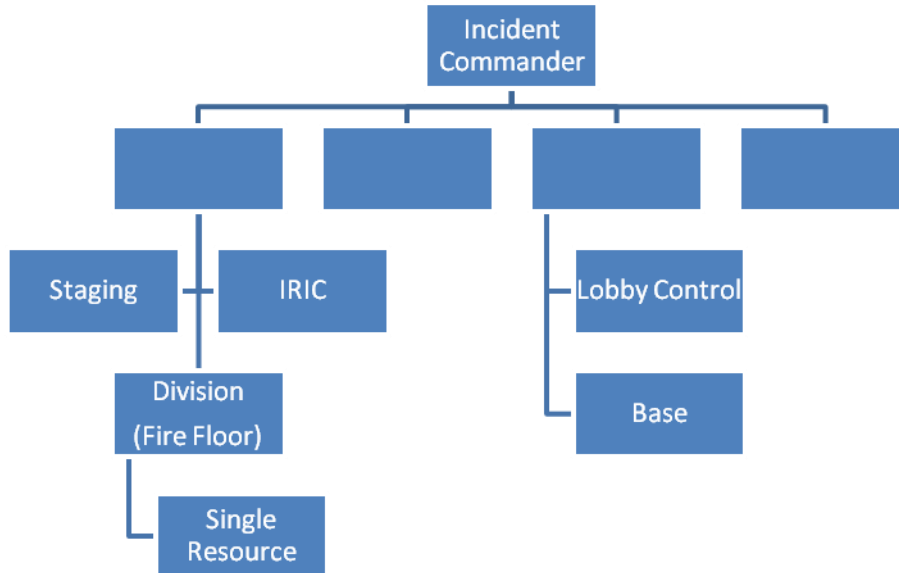 Incident
Commander
Staging
IRIC
Lobby Control
Division
(Fire Floor)
Base
Single
Resource